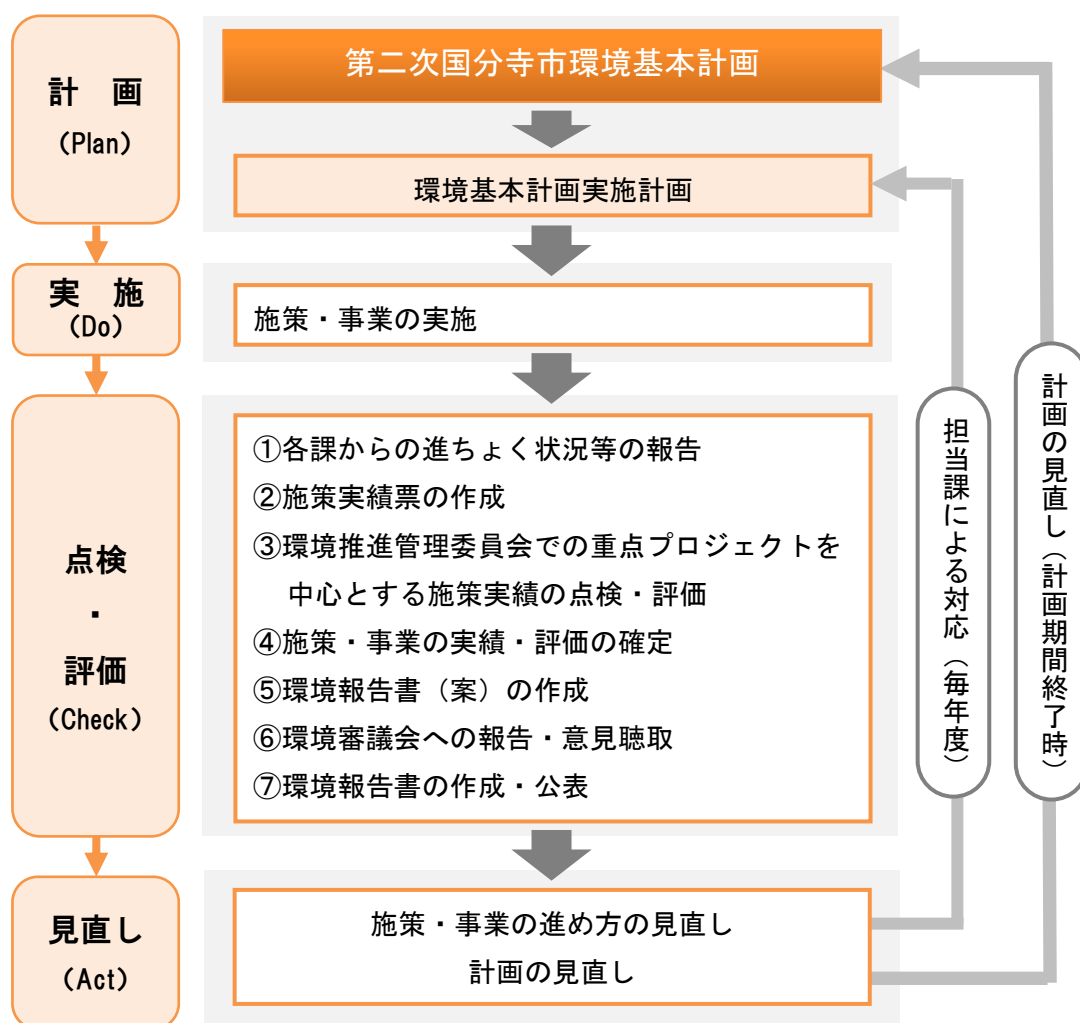 計　画
（Plan）
第二次国分寺市環境基本計画
環境基本計画実施計画
実　施
（Do）
施策・事業の実施
点検
・
評価
（Check）
①各課からの進ちょく状況等の報告
②施策実績票の作成
③環境推進管理委員会での重点プロジェクトを
中心とする施策実績の点検・評価
④施策・事業の実績・評価の確定
⑤環境報告書（案）の作成
⑥環境審議会への報告・意見聴取
⑦環境報告書の作成・公表
見直し
（Act）
施策・事業の進め方の見直し
計画の見直し
担当課による対応（毎年度）
計画の見直し（計画期間終了時）